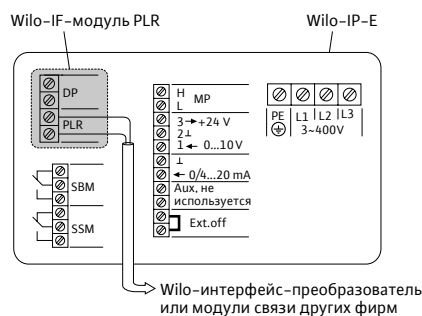 Wilo-IF-модуль PLR
Wilo-IP-E
DP
PLR
SBM
SSM
H
L
MP
3 → +24 V
2 ⊥
1 ← 0...10 V
⊥
← 0/4...20 mA
Aux, не
используется
Ext.off
PE
L1
L2
L3
3~400V
Wilo-интерфейс-преобразователь
или модули связи других фирм